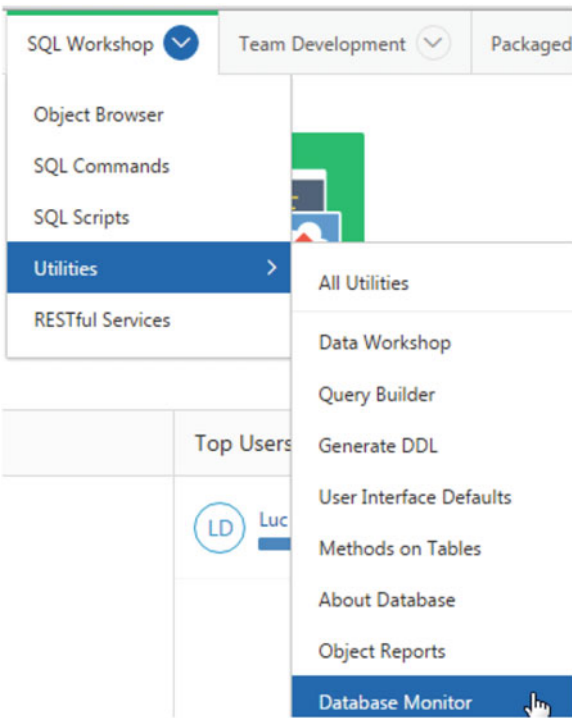 SQL Workshop
Team Development
Packaged
Object Browser
SQL Commands
SQL Scripts
Utilities
RESTful Services
All Utilities
Data Workshop
Query Builder
Generate DDL
User Interface Defaults
Methods on Tables
About Database
Object Reports
Database Monitor
Top Users
LD
Luc